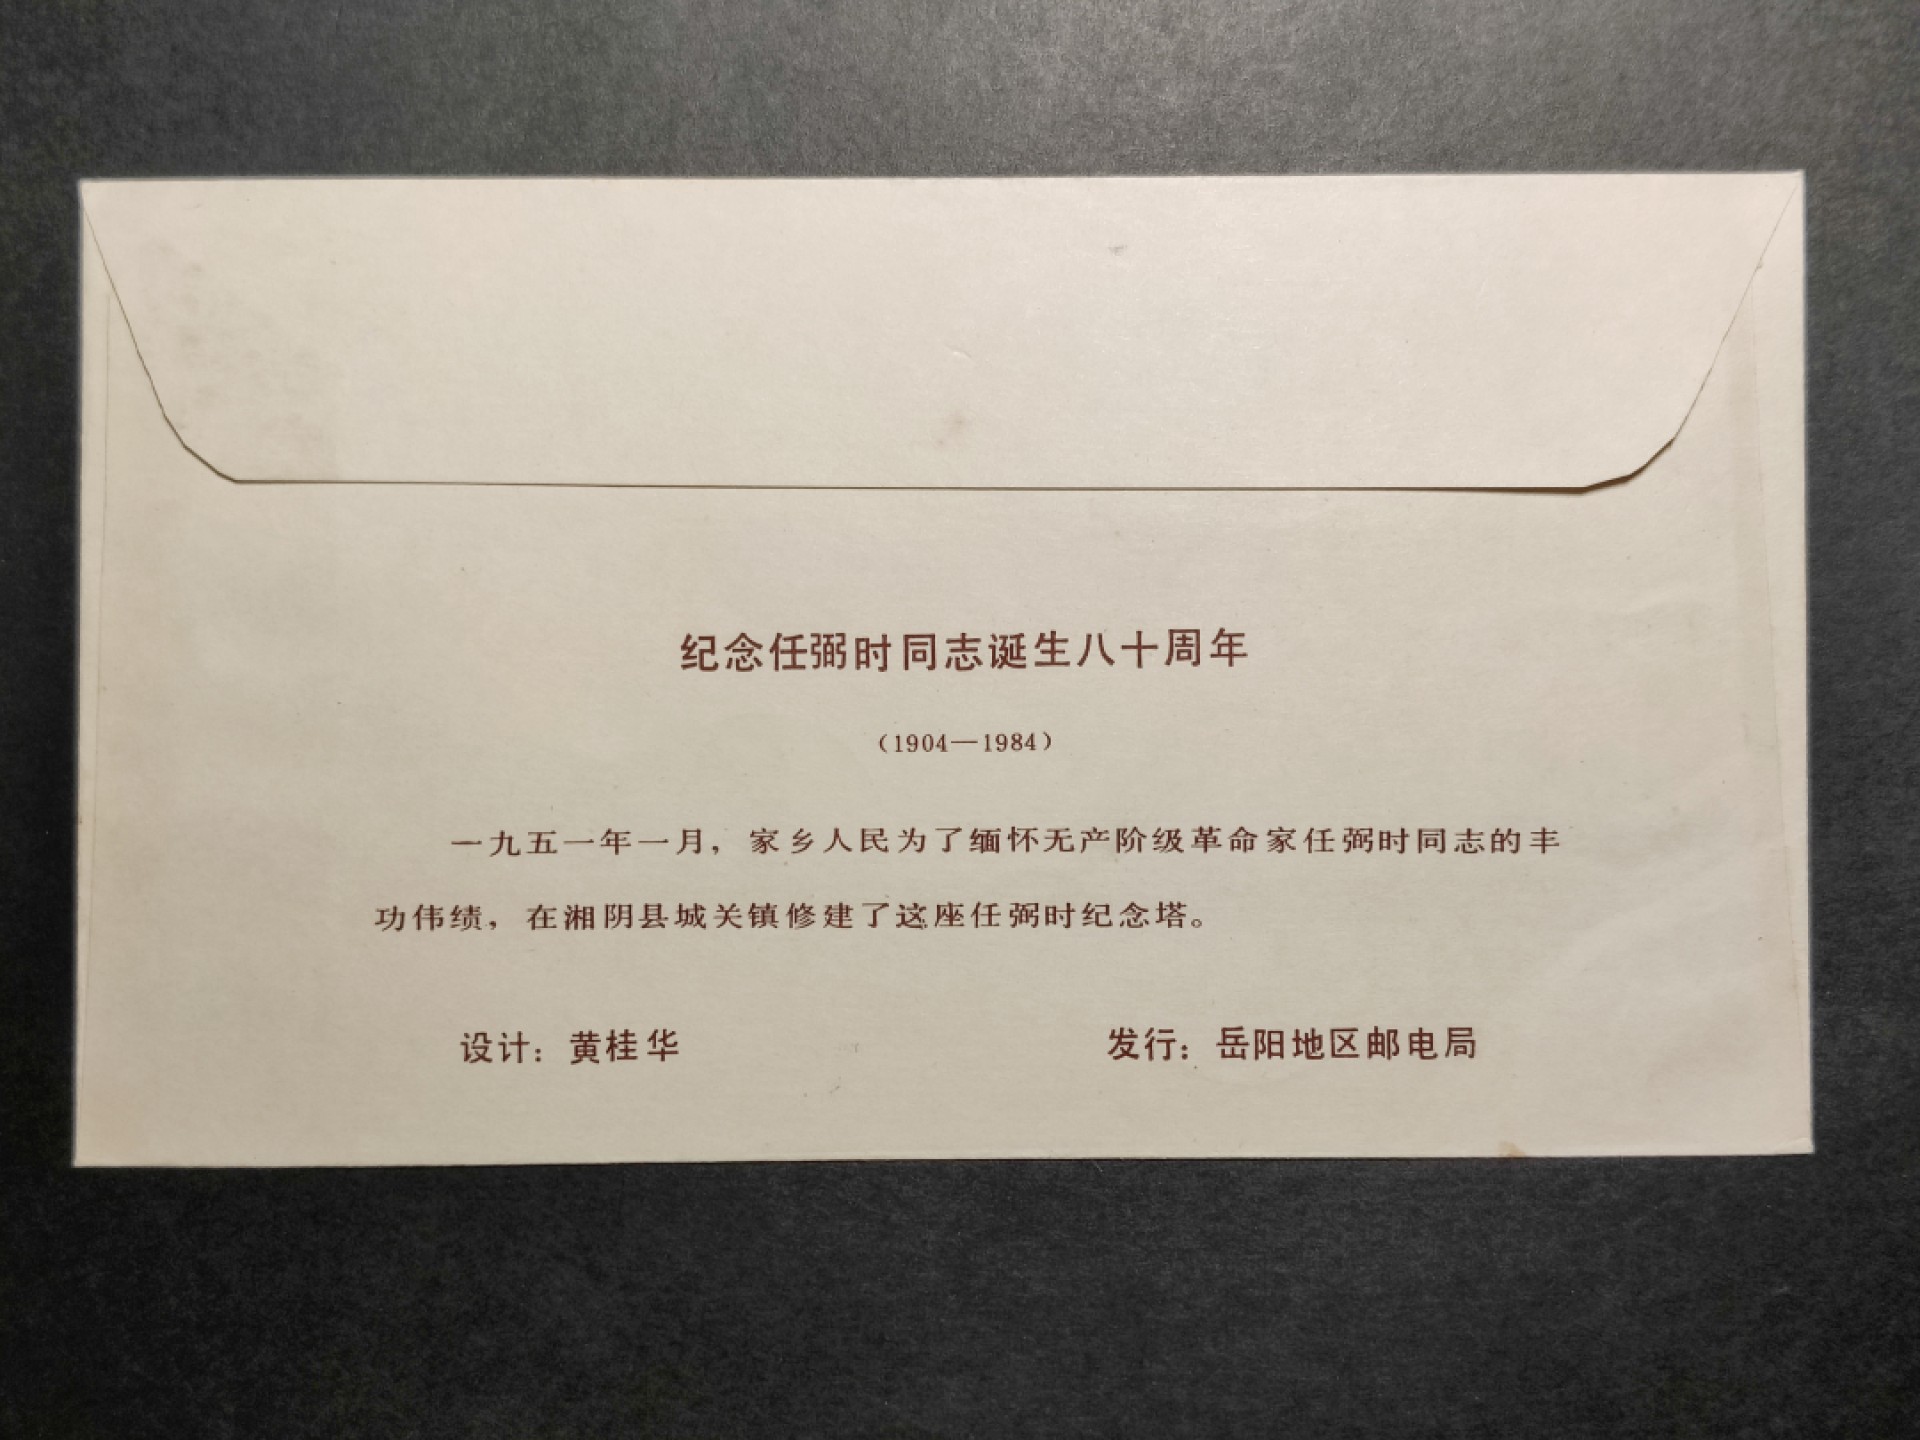 纪念任弼时同志诞生八十周年
（1904—1984）
一九五一年一月，家乡人民为了缅怀无产阶级革命家任弼时同志的丰
功伟绩，在湘阴县城关镇修建了这座任弼时纪念塔。
设计：黄桂华 发行：岳阳地区邮电局